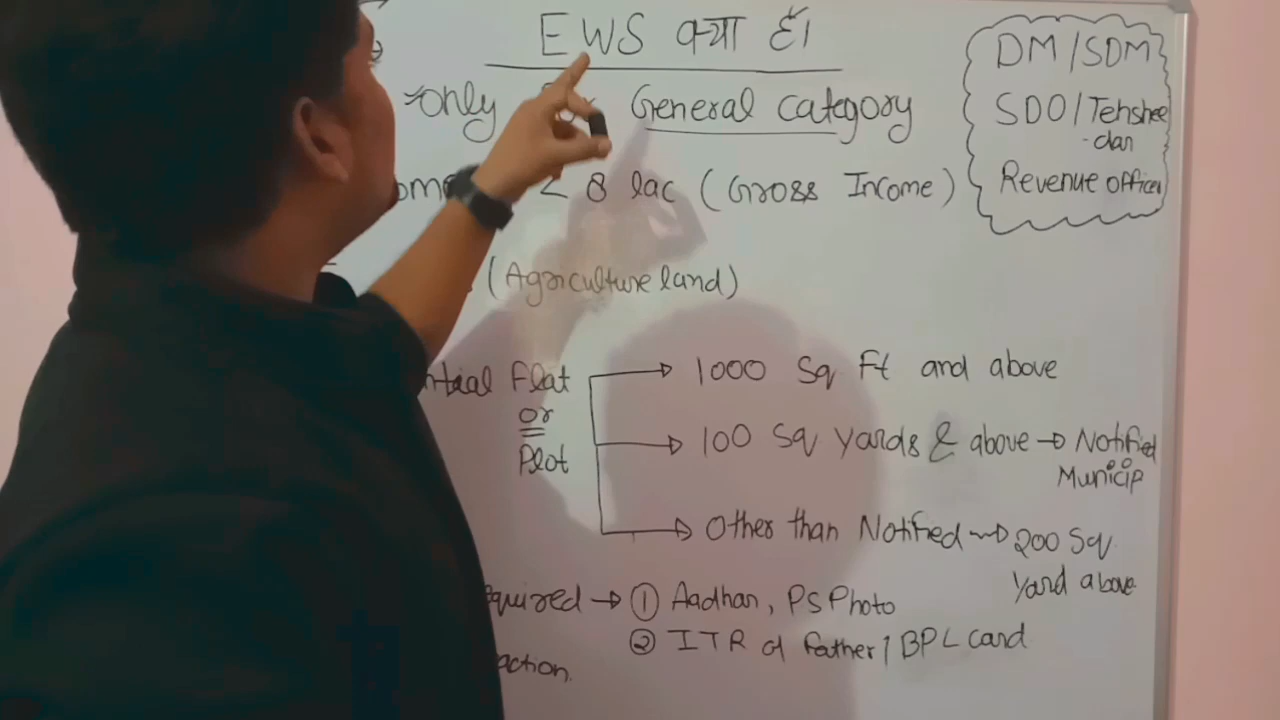 EWS क्या है।
only General Category
< 8 lac (Gross Income)
(Agriculture land)
Flat
or
Plot
1000 Sq Ft and above
100 Sq Yards & above → Notified
Municip
Other than Notified → 200 Sq
Yard above
→ ① Aadhar, PS Photo
② ITR of Father / BPL Card
DM / SDM
SDO / Tehshee
-dar
Revenue officer